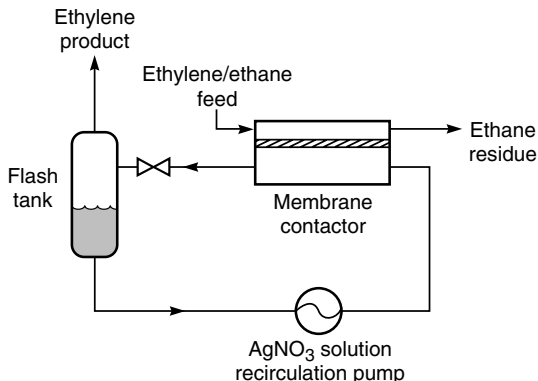 Ethylene
product
Ethylene/ethane
feed
Ethane
residue
Flash
tank
Membrane
contactor
AgNO3 solution
recirculation pump